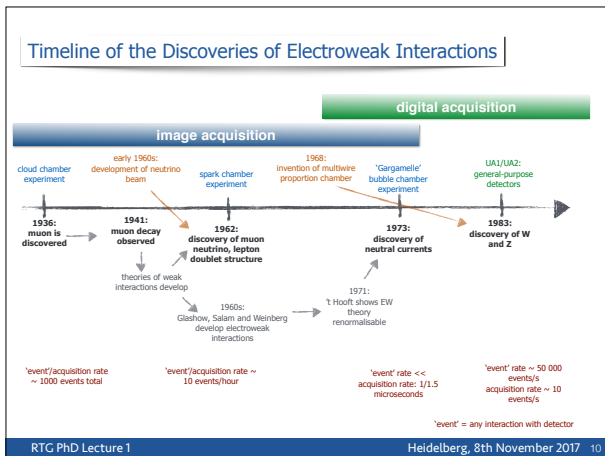 Timeline of the Discoveries of Electroweak Interactions
digital acquisition
image acquisition
cloud chamber
experiment
early 1960s:
development of neutrino
beam
spark chamber
experiment
1968:
invention of multiwire
proportion chamber
'Gargamelle'
bubble chamber
experiment
UA1/UA2:
general-purpose
detectors
1936:
muon is
discovered
1941:
muon decay
observed
1962:
discovery of muon
neutrino, lepton
doublet structure
1973:
discovery of
neutral currents
1983:
discovery of W
and Z
theories of weak
interactions develop
1960s:
Glashow, Salam and Weinberg
develop electroweak
interactions
1971:
't Hooft shows EW
theory
renormalisable
'event'/acquisition rate
~ 1000 events total
'event'/acquisition rate ~
10 events/hour
'event' rate <<
acquisition rate: 1/1.5
microseconds
'event' rate ~ 50 000
events/s
acquisition rate ~ 10
events/s
'event' = any interaction with detector
RTG PhD Lecture 1
Heidelberg, 8th November 2017 10